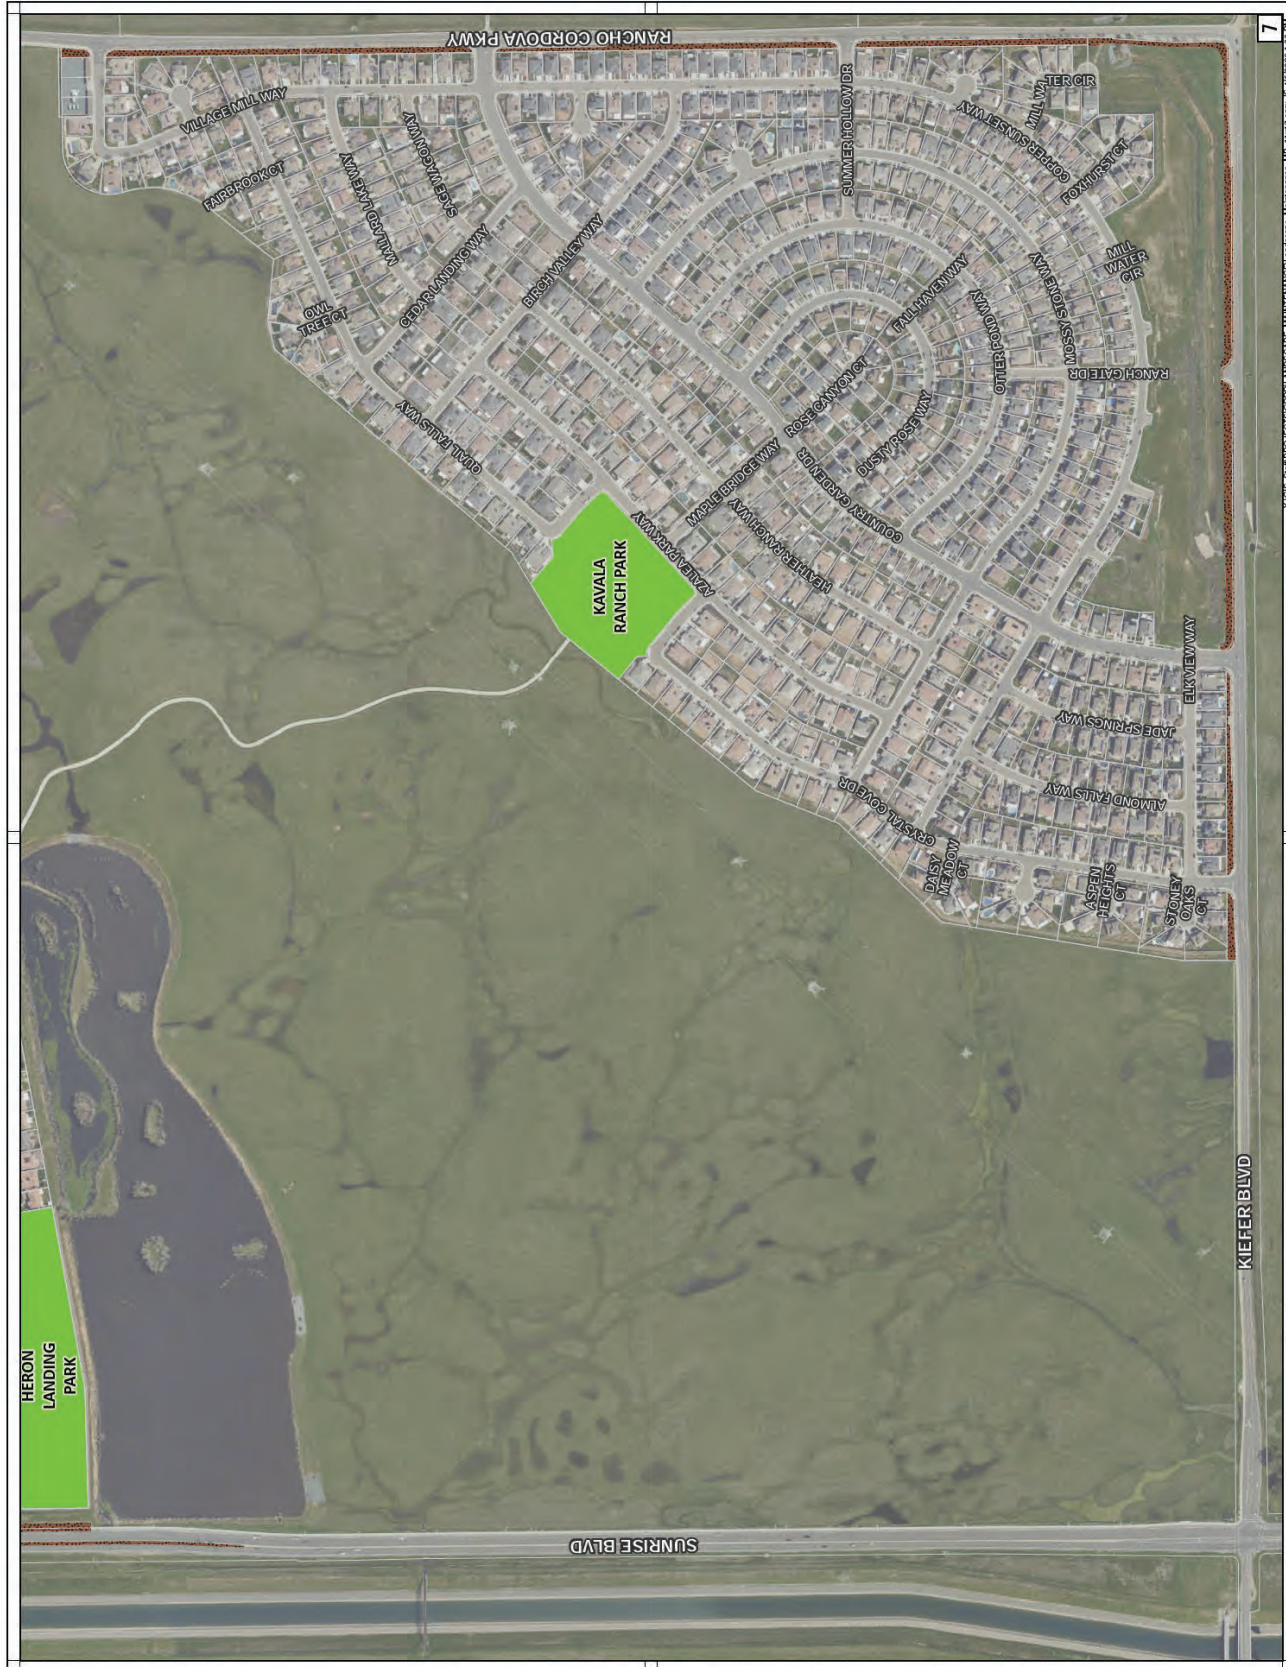 7
RANCHO CORDOVA PKWY
VILLAGE MILL WAY
FAIRBROOK CT
MALLARD LAKE WAY
SAGE WAGON WAY
CEDAR LANDING WAY
BIRCH VALLEY WAY
OWL
TREE CT
QUAIL FALLS WAY
SUMMER HOLLOW DR
COPPER SUNSET WAY
MILL WA
TER CIR
FOXHURST CT
MILL
WATER
CIR
MOSSY STONE WAY
RANCH GATE DR
OTTER POND WAY
FALL HAVEN WAY
ROSE CANYON CT
DUSTY ROSE WAY
COUNTRY GARDEN DR
MAPLE BRIDGE WAY
HEATHER RANCH WAY
AZALEA PARK WAY
KAVALA
RANCH PARK
ELK VIEW WAY
JADE SPRINGS WAY
ALMOND FALLS WAY
CRYSTAL COVE DR
DAISY
MEADOW
CT
ASPEN
HEIGHTS
CT
STONEY
OAKS
CT
KIEFER BLVD
HERON
LANDING
PARK
SUNRISE BLVD